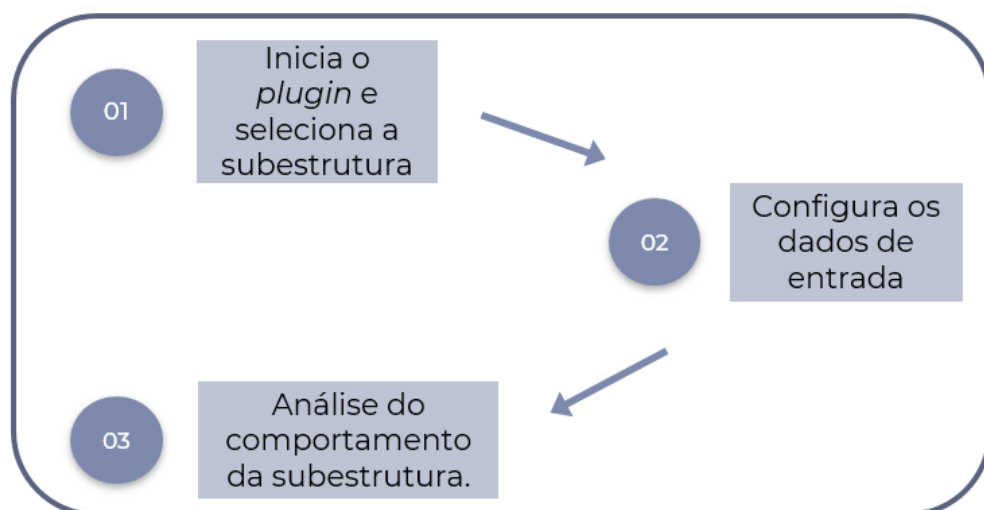 01
Inicia o
plugin e
seleciona a
subestrutura
02
Configura os
dados de
entrada
03
Análise do
comportamento
da subestrutura.